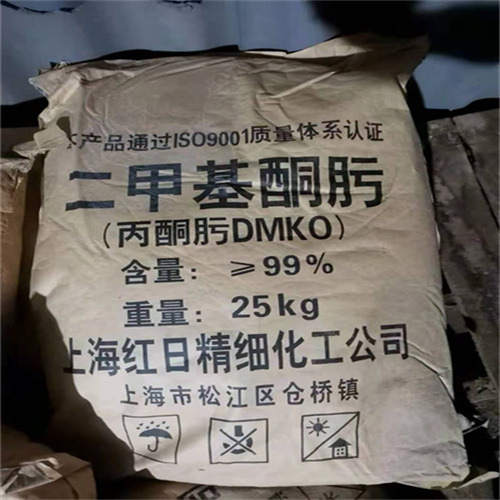 本产品通过ISO9001质量体系认证
二甲基酮肟
(丙酮肟DMKO)
含量：≥99%
重量：25kg
上海红日精细化工公司
上海市松江区仓桥镇